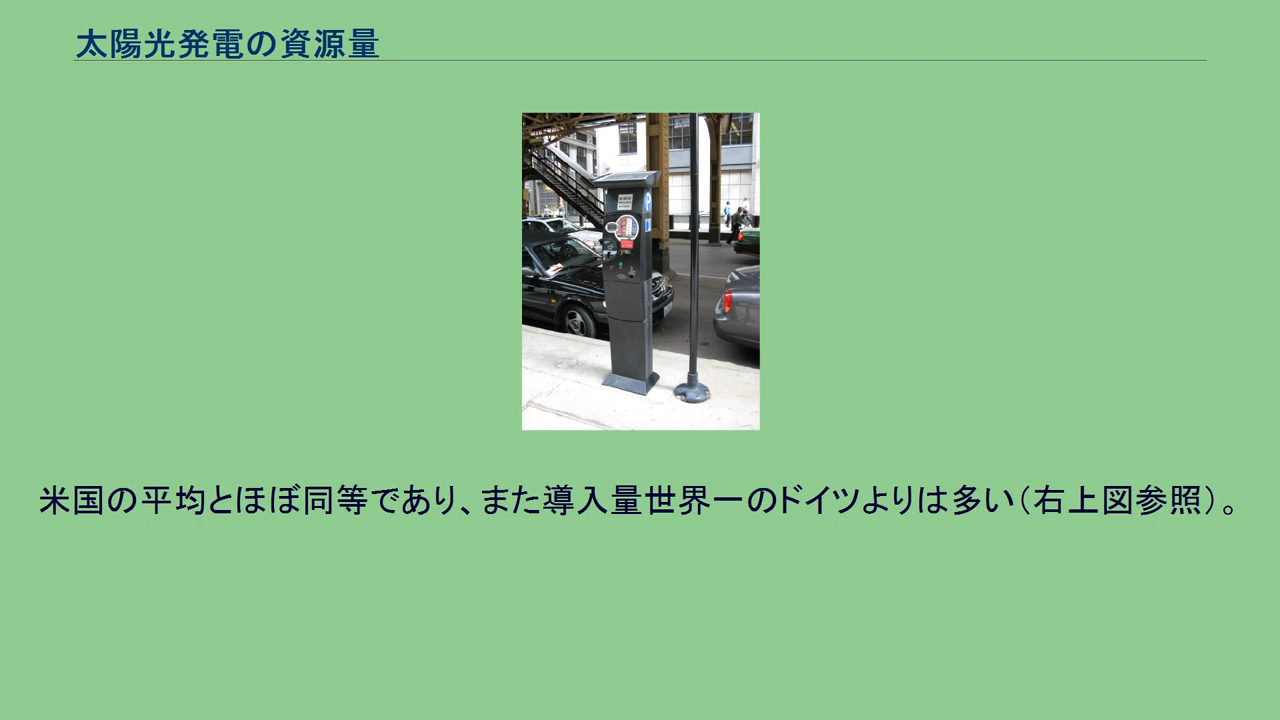 太陽光発電の資源量
P
米国の平均とほぼ同等であり、また導入量世界一のドイツよりは多い（右上図参照）。